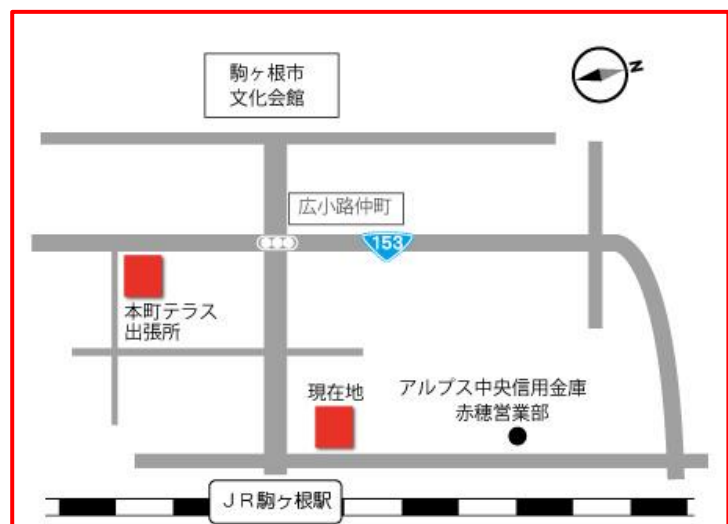 駒ヶ根市
文化会館
N
広小路仲町
153
本町テラス
出張所
現在地
アルプス中央信用金庫
赤穂営業部
JR駒ヶ根駅